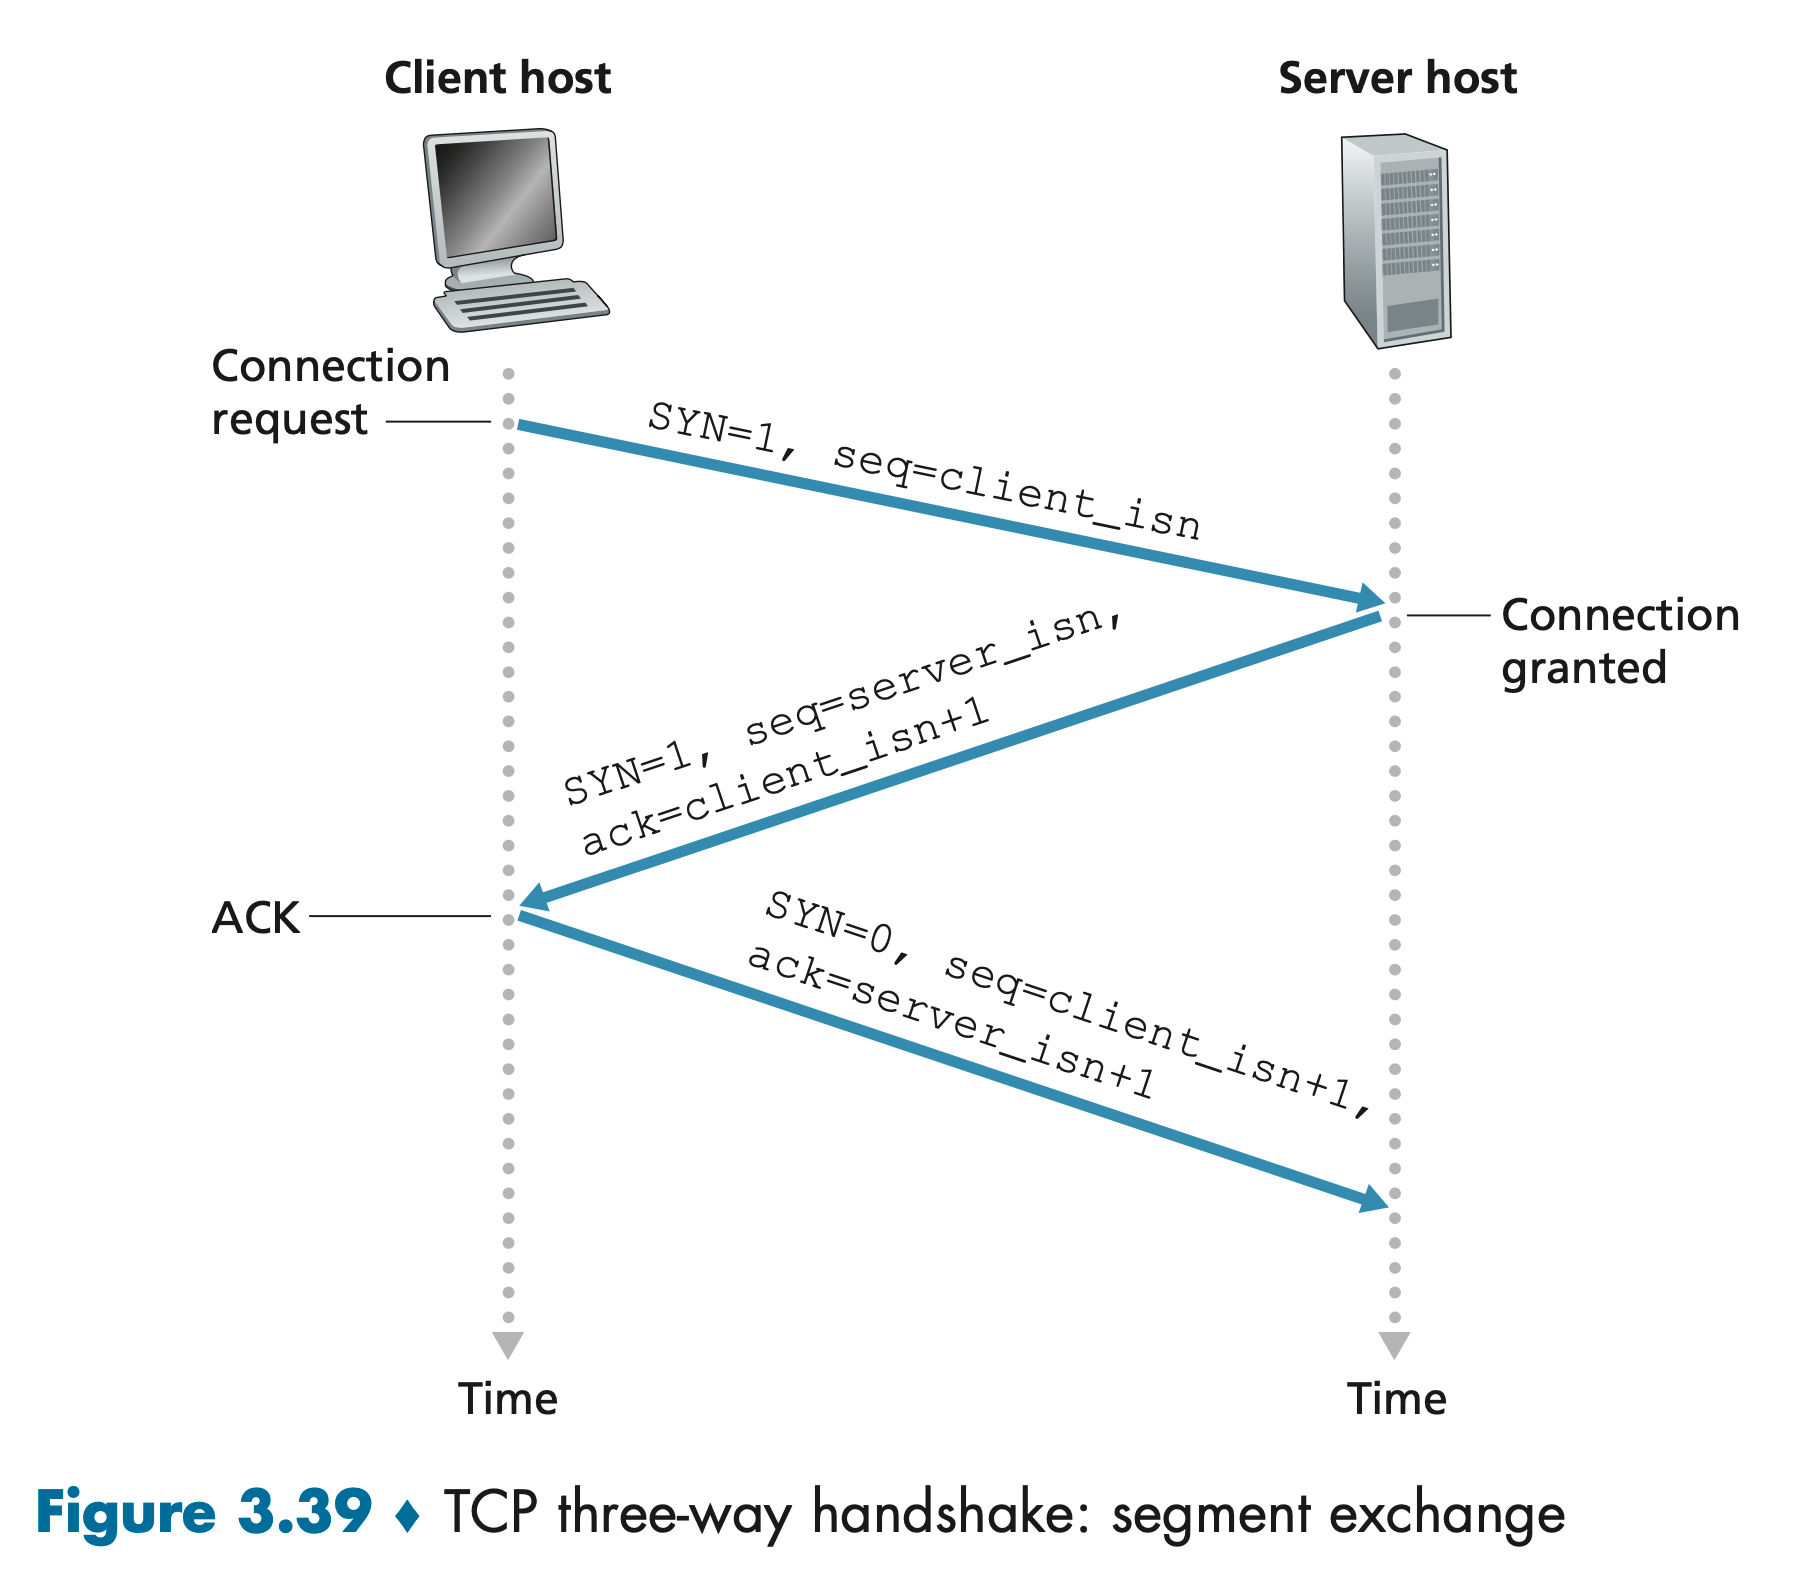 Client host
Server host
Connection
request
SYN=1, seq=client_isn
Connection
granted
SYN=1, seq=server_isn,
ack=client_isn+1
ACK
SYN=0, seq=client_isn+1,
ack=server_isn+1
Time
Time
Figure 3.39 ♦ TCP three-way handshake: segment exchange